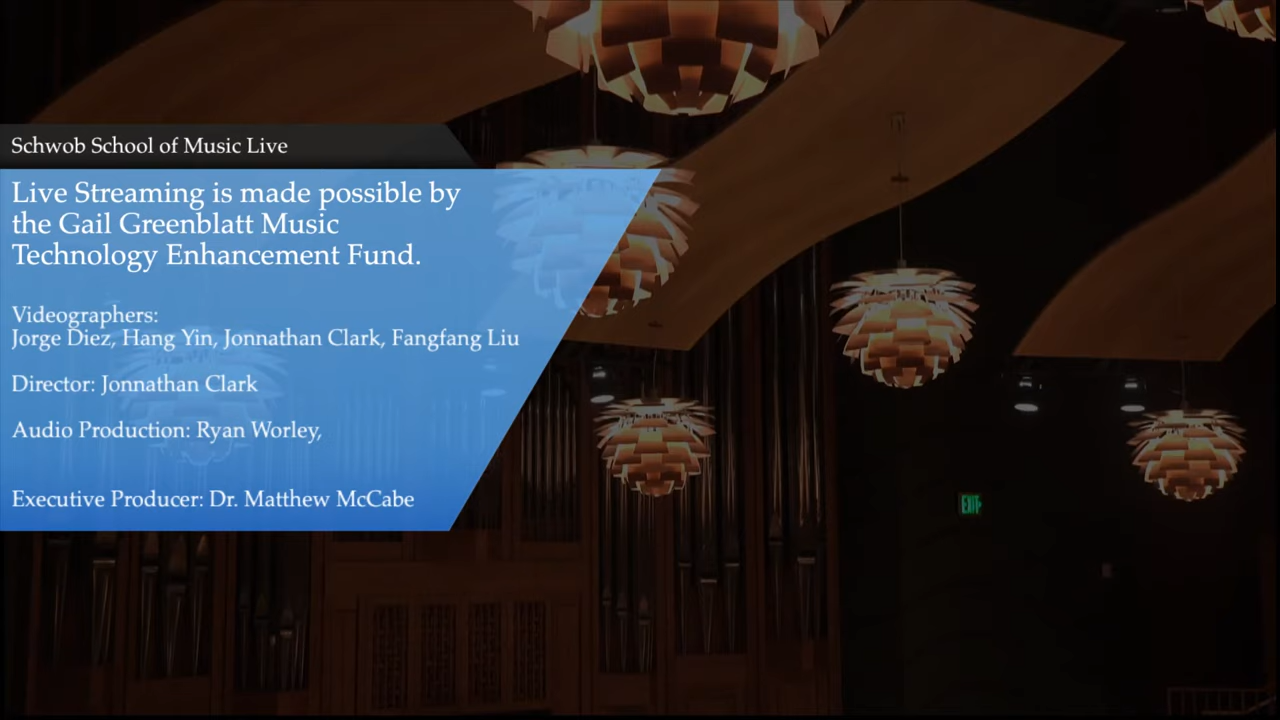 Schwob School of Music Live
Live Streaming is made possible by
the Gail Greenblatt Music
Technology Enhancement Fund.
Videographers:
Jorge Diez, Hang Yin, Jonnathan Clark, Fangfang Liu
Director: Jonnathan Clark
Audio Production: Ryan Worley,
Executive Producer: Dr. Matthew McCabe
EXIT